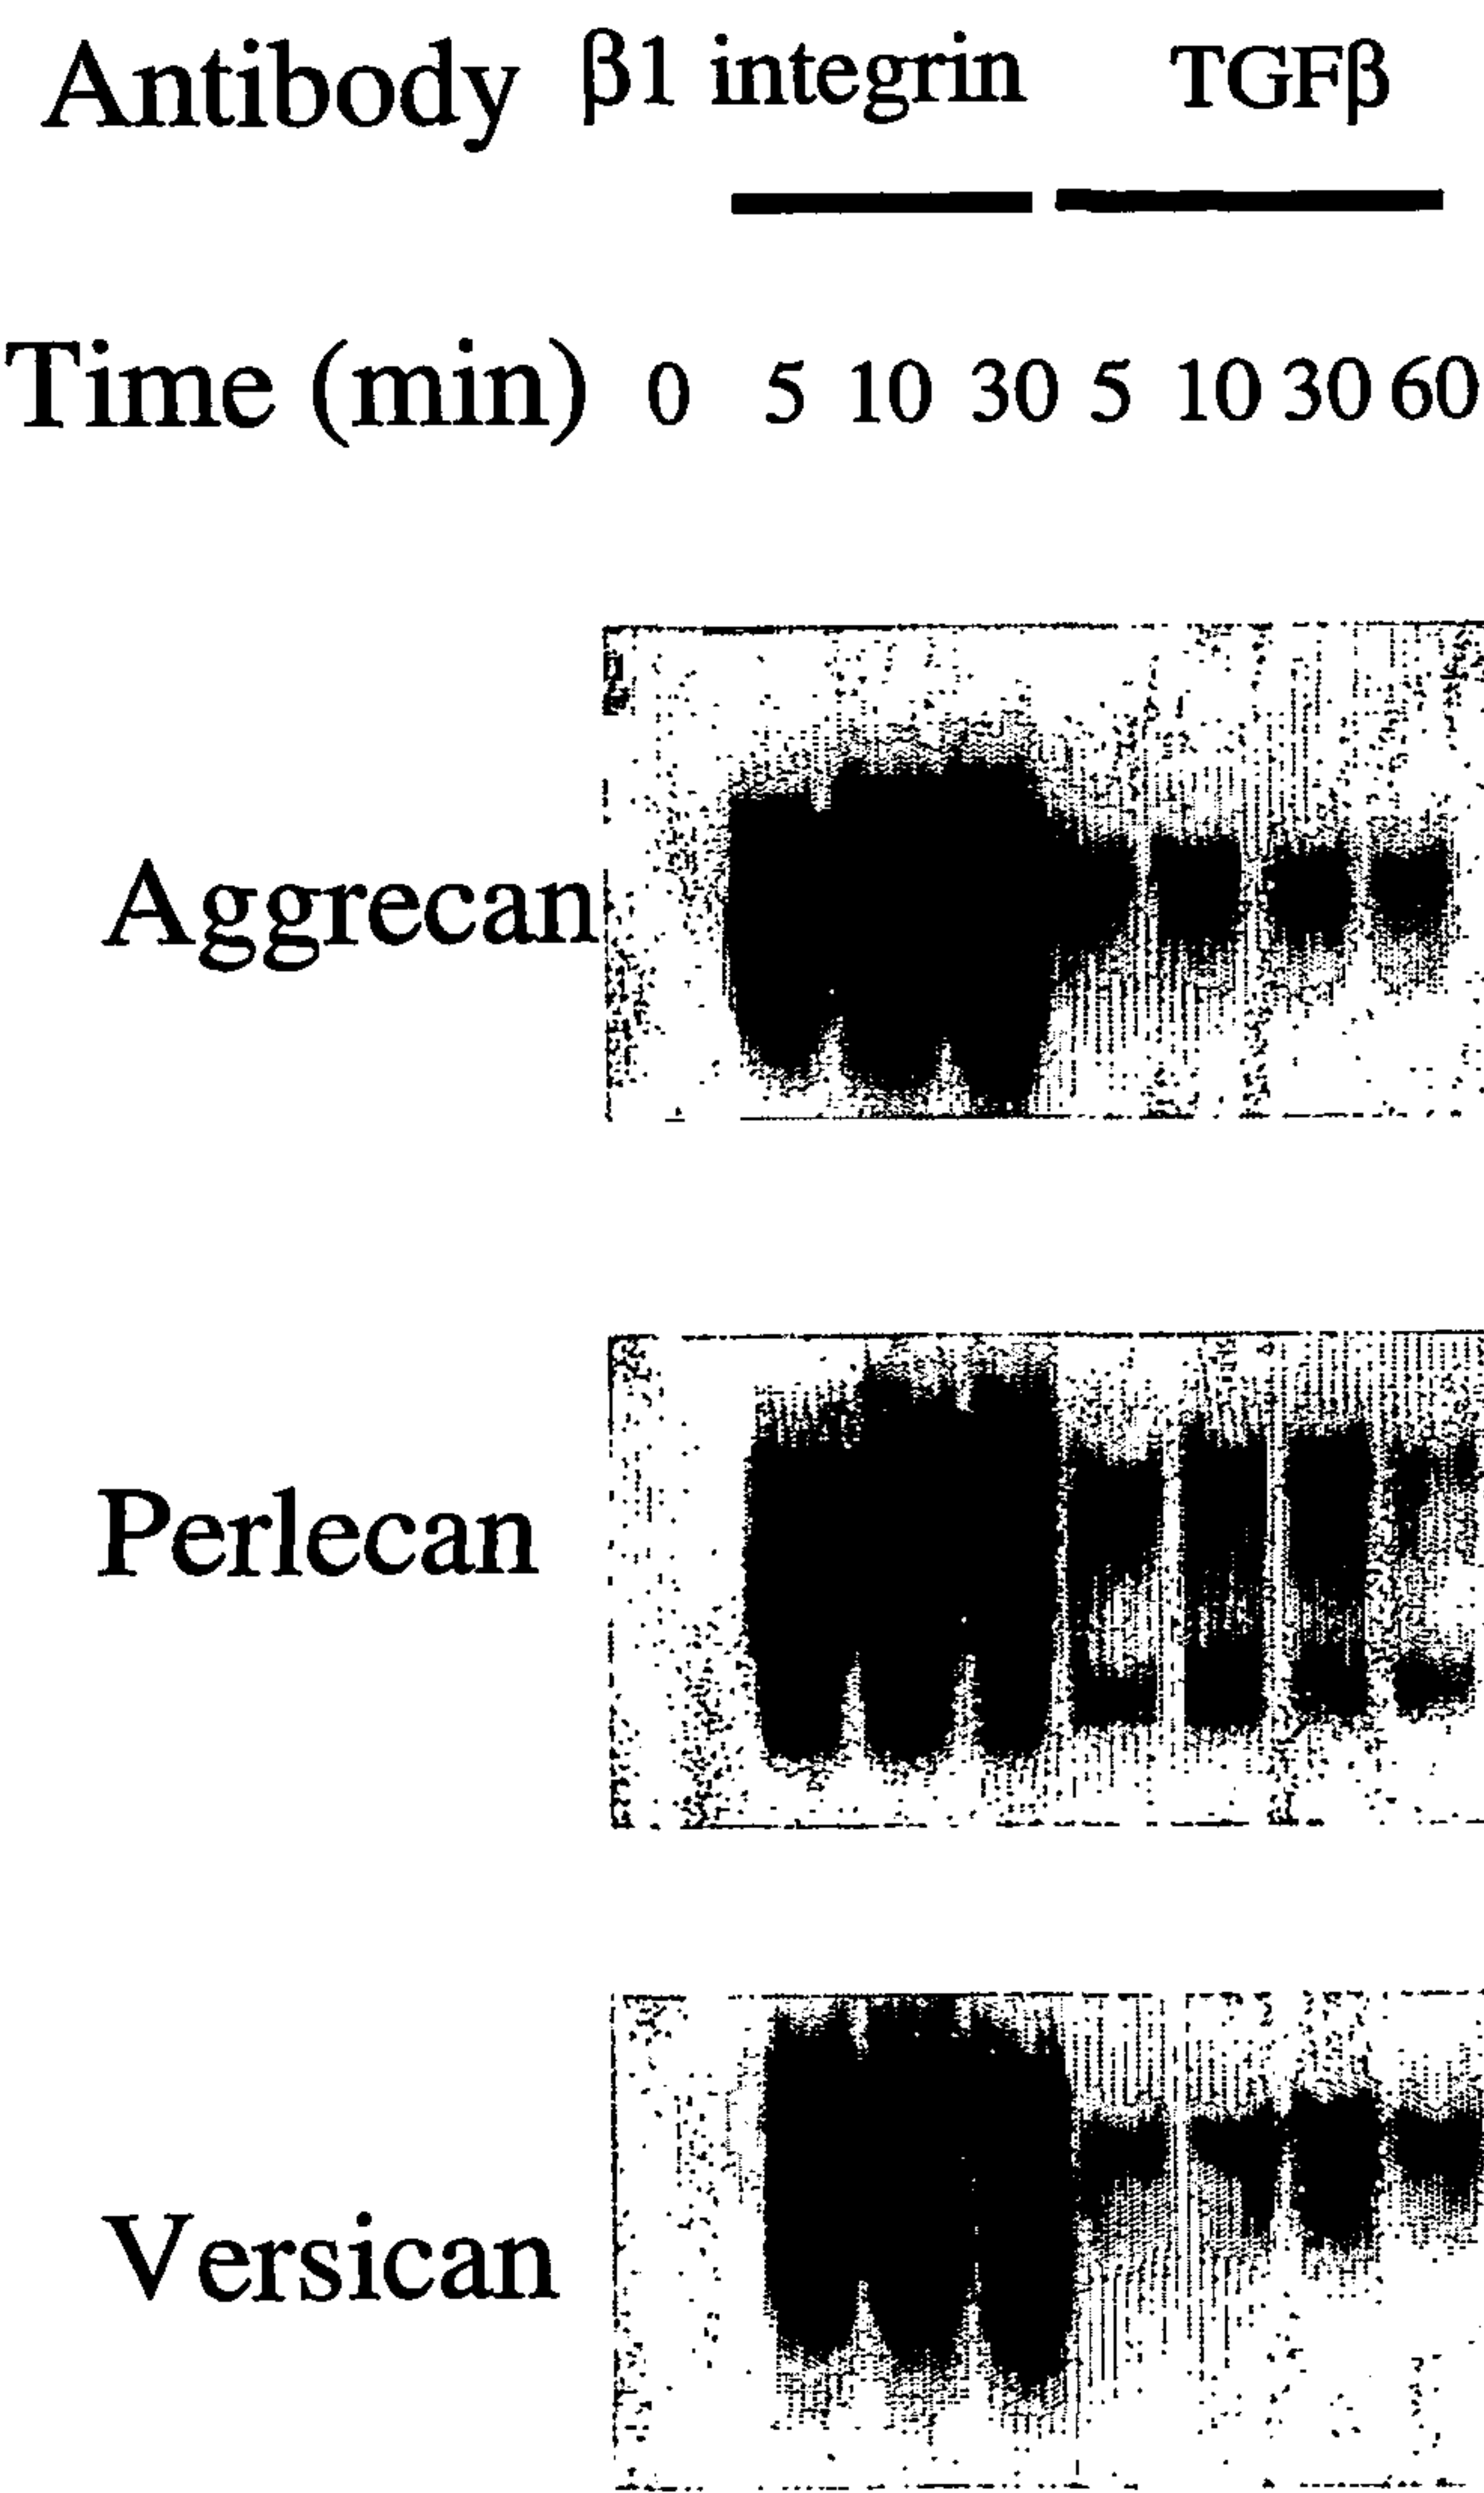 Antibody β1 integrin TGFβ
Time (min) 0 5 10 30 5 10 30 60
Aggrecan
Perlecan
Versican